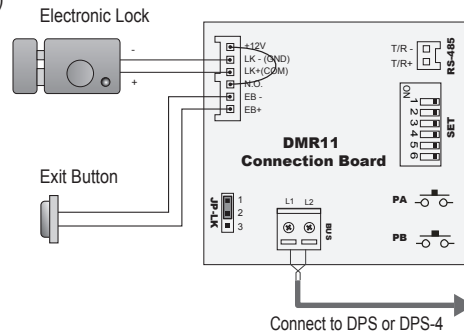 )
Electronic Lock
-
+
+12V
LK - (GND)
LK+(COM)
N.O.
EB -
EB+
T/R -
T/R+
RS-485
ON
1
2
3
4
5
6
SET
DMR11
Connection Board
Exit Button
JP-LK
1
2
3
L1 L2
BUS
PA
PB
Connect to DPS or DPS-4